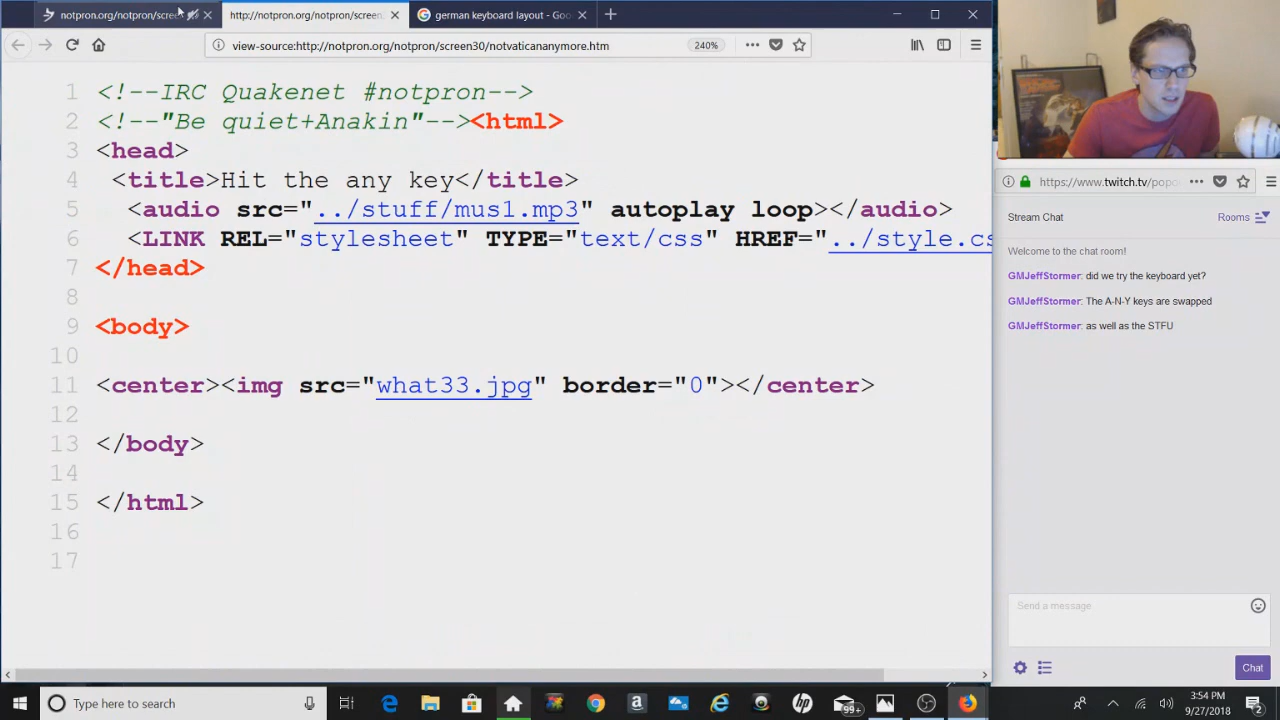 notpron.org/notpron/scree
http://notpron.org/notpron/screen
german keyboard layout - Goo
view-source:http://notpron.org/notpron/screen30/notvaticananymore.htm
240%
https://www.twitch.tv/popo
1 <!--IRC Quakenet #notpron-->
2 <!--"Be quiet+Anakin"--><html>
3 <head>
4 <title>Hit the any key</title>
5 <audio src="../stuff/mus1.mp3" autoplay loop></audio>
6 <LINK REL="stylesheet" TYPE="text/css" HREF="../style.cs
7 </head>
8
9 <body>
10
11 <center><img src="what33.jpg" border="0"></center>
12
13 </body>
14
15 </html>
16
17
Stream Chat
Rooms
Welcome to the chat room!
GMJeffStormer: did we try the keyboard yet?
GMJeffStormer: The A-N-Y keys are swapped
GMJeffStormer: as well as the STFU
Send a message
Chat
Type here to search
99+
3:54 PM
9/27/2018
2